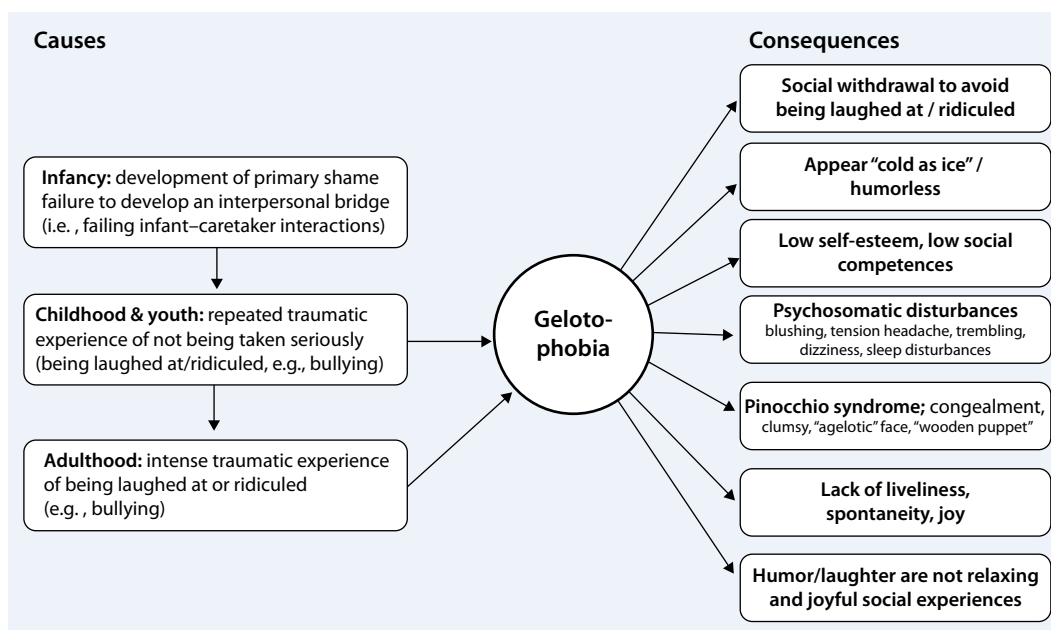 Causes
Infancy: development of primary shame
failure to develop an interpersonal bridge
(i.e. , failing infant–caretaker interactions)
Childhood & youth: repeated traumatic
experience of not being taken seriously
(being laughed at/ridiculed, e.g., bullying)
Adulthood: intense traumatic experience
of being laughed at or ridiculed
(e.g. , bullying)
Geloto-
phobia
Consequences
Social withdrawal to avoid
being laughed at / ridiculed
Appear “cold as ice” /
humorless
Low self-esteem, low social
competences
Psychosomatic disturbances
blushing, tension headache, trembling,
dizziness, sleep disturbances
Pinocchio syndrome; congealment,
clumsy, “agelotic” face, “wooden puppet”
Lack of liveliness,
spontaneity, joy
Humor/laughter are not relaxing
and joyful social experiences